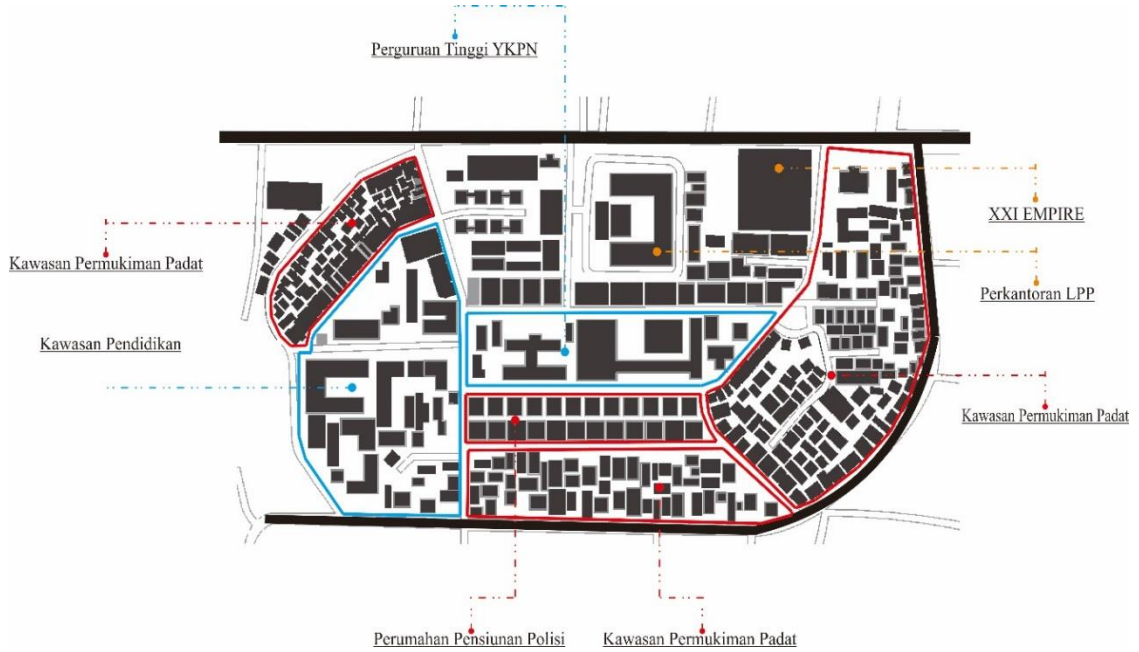 Perguruan Tinggi YKPN
XXI EMPIRE
Kawasan Permukiman Padat
Perkantoran LPP
Kawasan Pendidikan
Kawasan Permukiman Padat
Perumahan Pensiunan Polisi
Kawasan Permukiman Padat